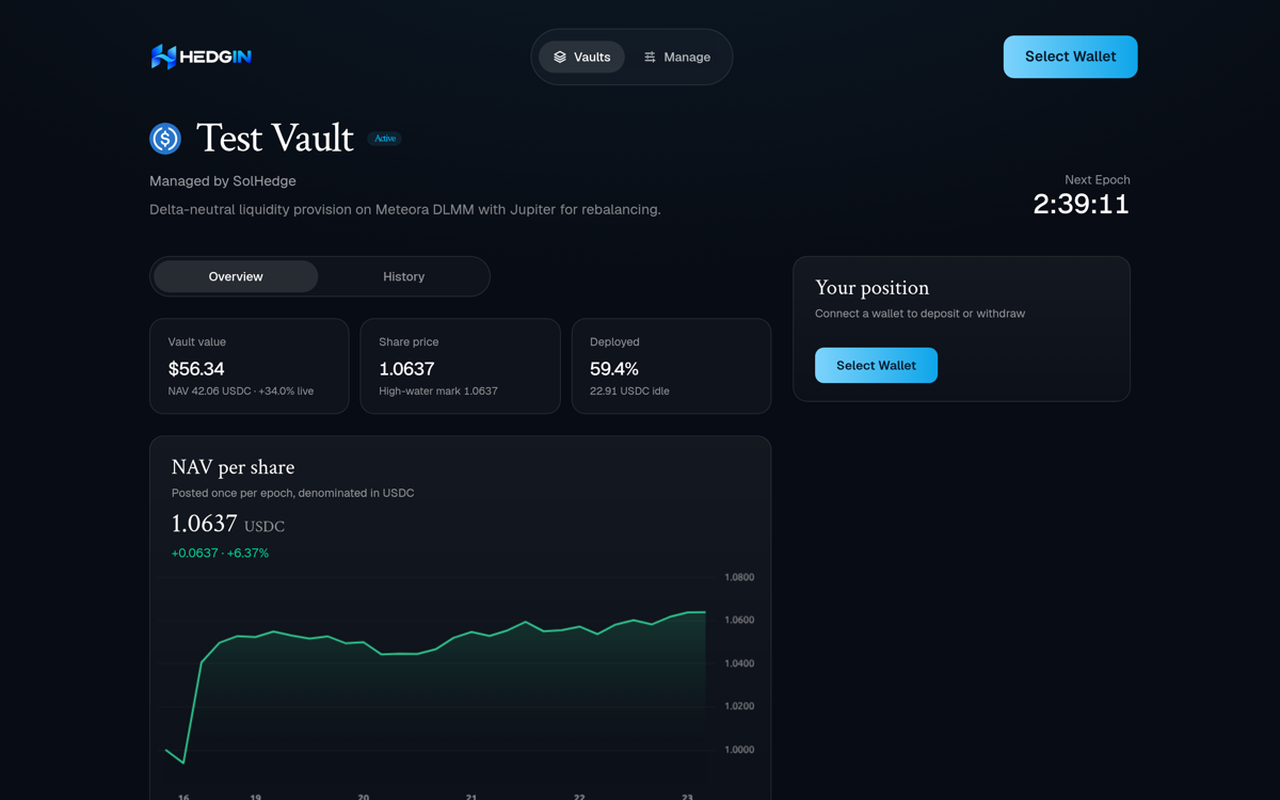 HEDGIN
Vaults
Manage
Select Wallet
Test Vault
Active
Managed by SolHedge
Delta-neutral liquidity provision on Meteora DLMM with Jupiter for rebalancing.
Next Epoch
2:39:11
Overview
History
Vault value
$56.34
NAV 42.06 USDC · +34.0% live
Share price
1.0637
High-water mark 1.0637
Deployed
59.4%
22.91 USDC idle
Your position
Connect a wallet to deposit or withdraw
Select Wallet
NAV per share
Posted once per epoch, denominated in USDC
1.0637 USDC
+0.0637 · +6.37%
1.0800
1.0600
1.0400
1.0200
1.0000
16 19 20 21 22 23